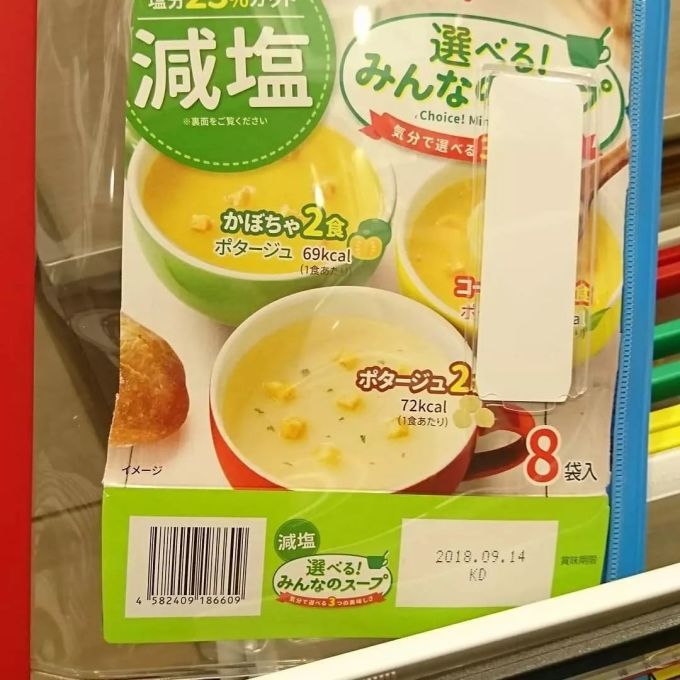 塩分25%カット
減塩
※裏面をご覧ください
選べる!
みんなの
スープ
Choice!
気分で選べる
かぼちゃ2食
ポタージュ 69kcal
(1食あたり)
食
ポタージュ2
72kcal
(1食あたり)
8袋入
イメージ
4 582409 186609
減塩
選べる!
みんなのスープ
気分で選べる3つの美味しさ
2018.09.14
KD
賞味期限